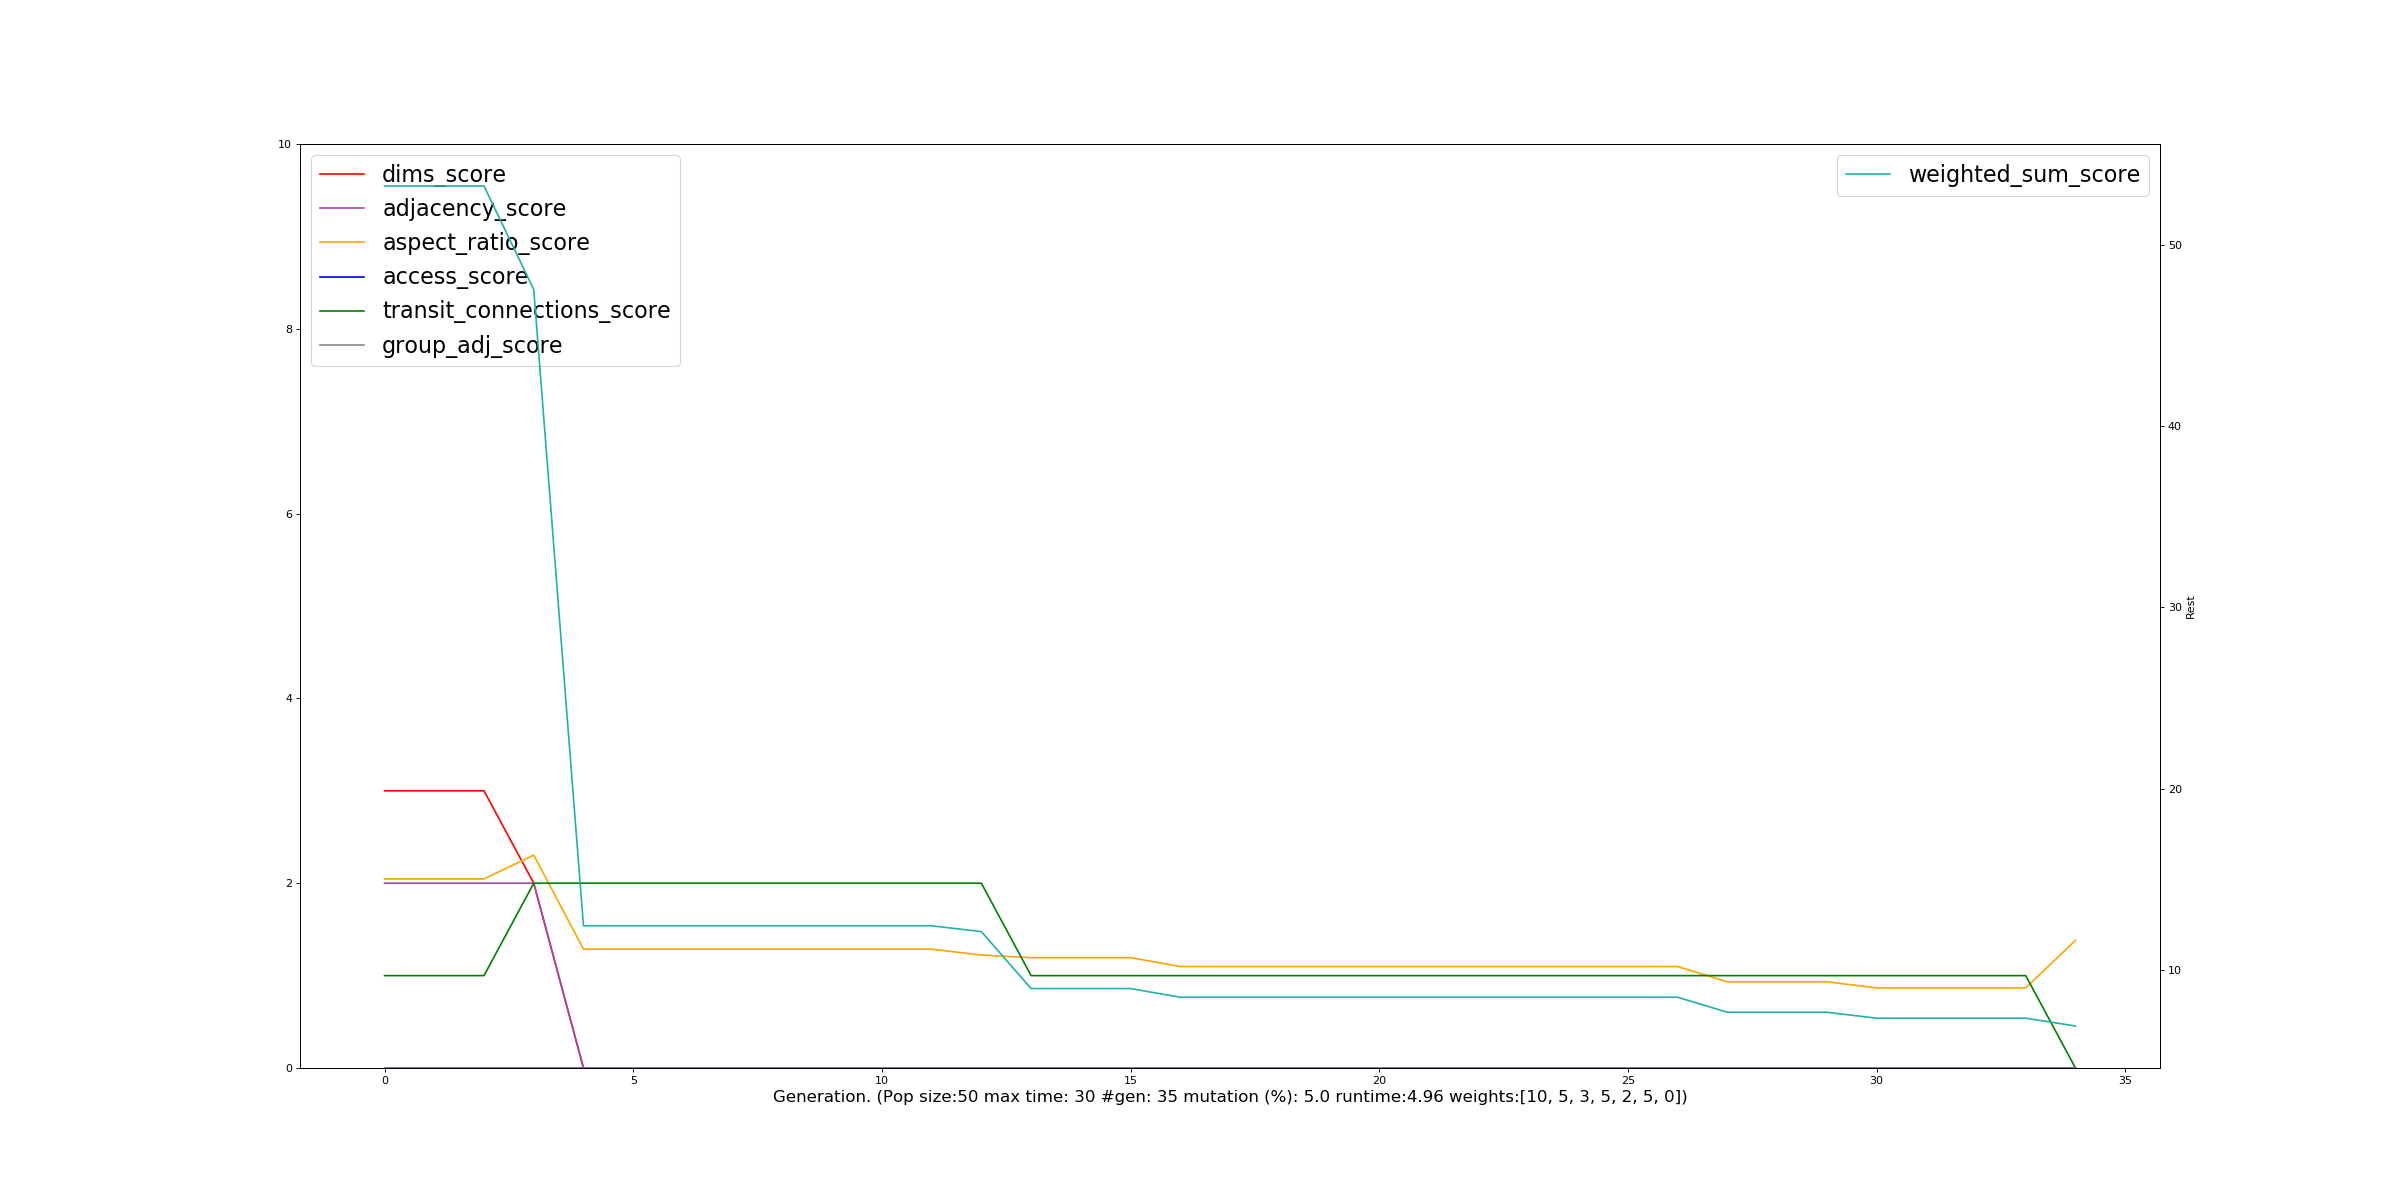 dims_score
adjacency_score
aspect_ratio_score
access_score
transit_connections_score
group_adj_score
weighted_sum_score
10
8
6
4
2
0
50
40
30
20
10
Rest
0 5 10 15 20 25 30 35
Generation. (Pop size:50 max time: 30 #gen: 35 mutation (%): 5.0 runtime:4.96 weights:[10, 5, 3, 5, 2, 5, 0])